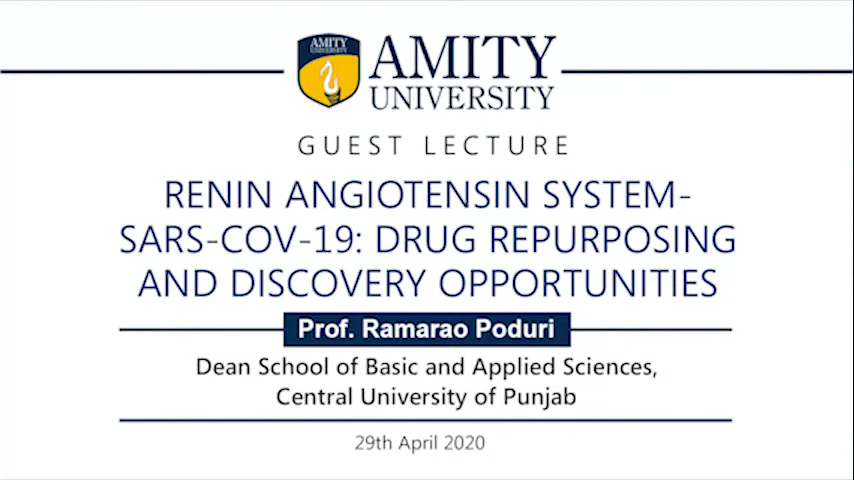 AMITY
UNIVERSITY
AMITY
UNIVERSITY
GUEST LECTURE
RENIN ANGIOTENSIN SYSTEM-
SARS-COV-19: DRUG REPURPOSING
AND DISCOVERY OPPORTUNITIES
Prof. Ramarao Poduri
Dean School of Basic and Applied Sciences,
Central University of Punjab
29th April 2020